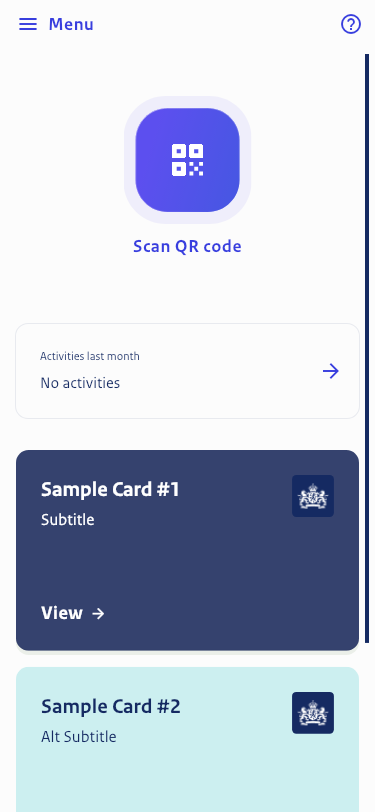 Menu
Scan QR code
Activities last month
No activities
Sample Card #1
Subtitle
View
Sample Card #2
Alt Subtitle